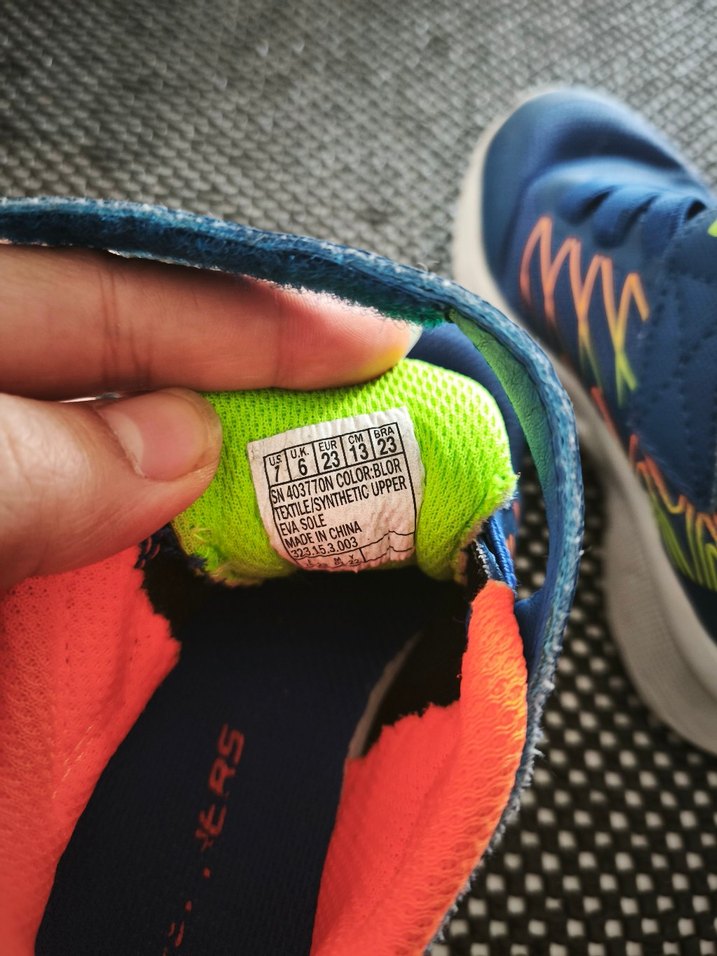 US U.K. EUR CM BRA
7 6 23 13 23
SN 403770N COLOR:BLOR
TEXTILE/SYNTHETIC UPPER
EVA SOLE
MADE IN CHINA
323.15.3.003